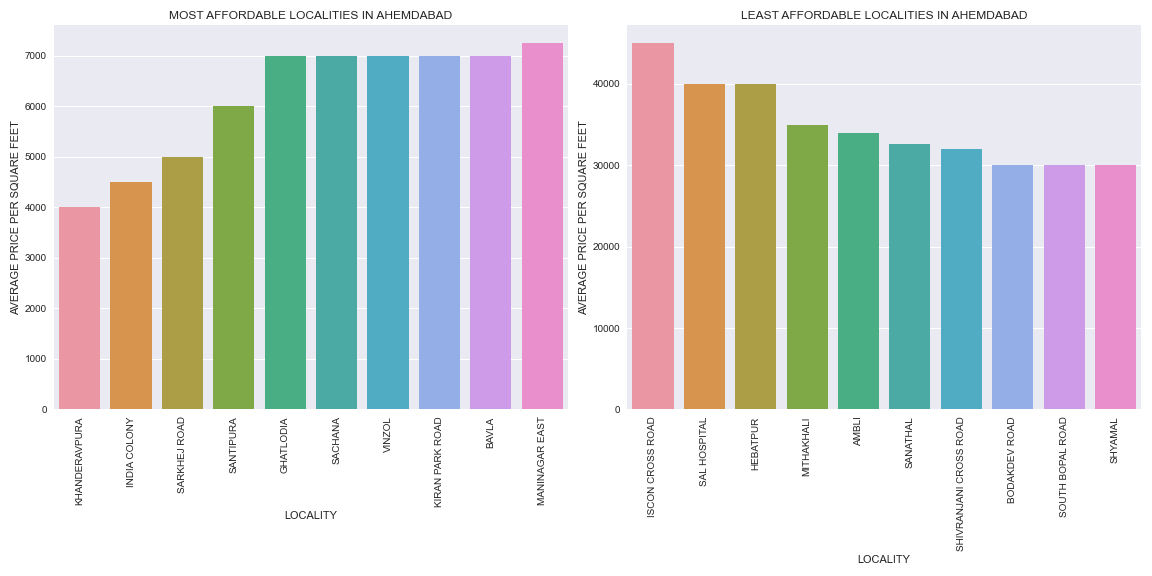 MOST AFFORDABLE LOCALITIES IN AHEMDABAD
AVERAGE PRICE PER SQUARE FEET
7000
6000
5000
4000
3000
2000
1000
0
KHANDERAVPURA
INDIA COLONY
SARKHEJ ROAD
SANTIPURA
GHATLODIA
SACHANA
VINZOL
KIRAN PARK ROAD
BAVLA
MANINAGAR EAST
LOCALITY
LEAST AFFORDABLE LOCALITIES IN AHEMDABAD
AVERAGE PRICE PER SQUARE FEET
40000
30000
20000
10000
0
ISCON CROSS ROAD
SAL HOSPITAL
HEBATPUR
MITHAKHALI
AMBLI
SANATHAL
SHIVRANJANI CROSS ROAD
BODAKDEV ROAD
SOUTH BOPAL ROAD
SHYAMAL
LOCALITY